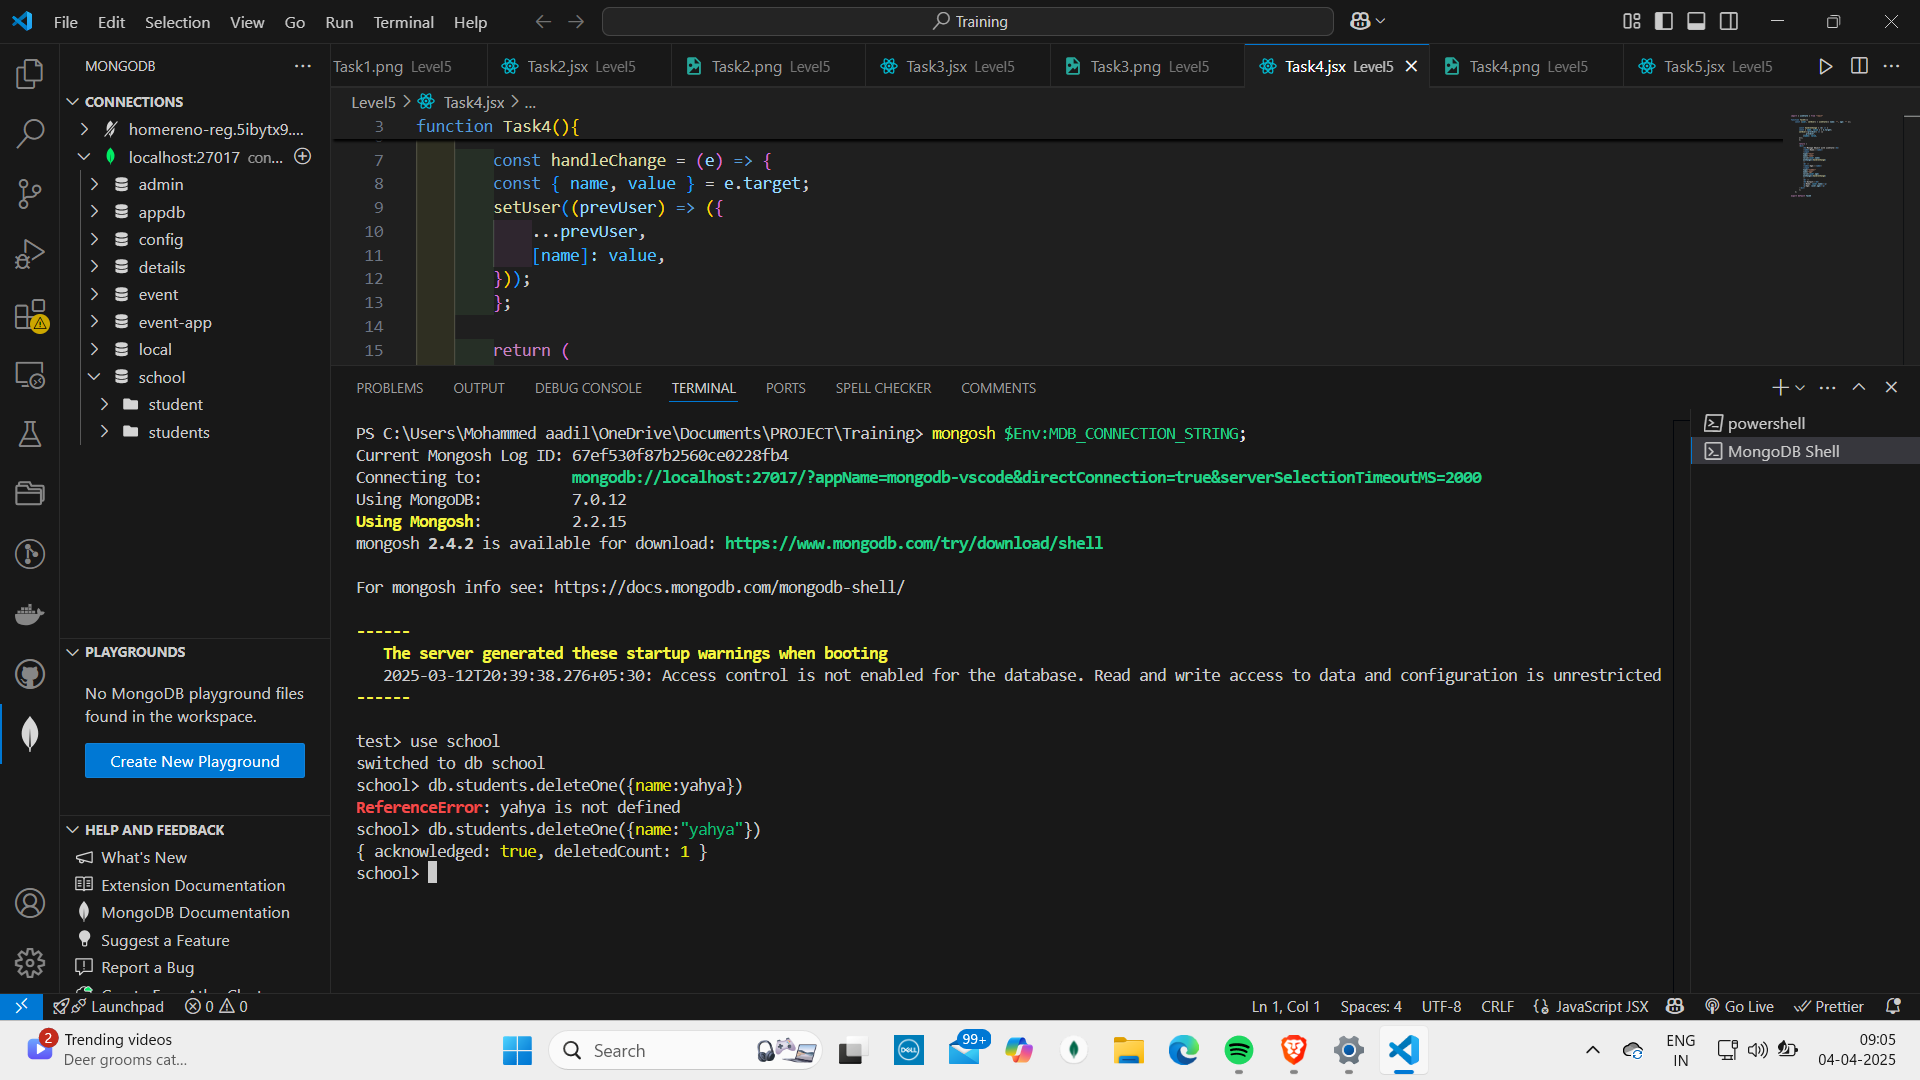 File Edit Selection View Go Run Terminal Help
Training
MONGODB
Task1.png Level5
Task2.jsx Level5
Task2.png Level5
Task3.jsx Level5
Task3.png Level5
Task4.jsx Level5
Task4.png Level5
Task5.jsx Level5
CONNECTIONS
homereno-reg.5ibytx9....
localhost:27017 con...
admin
appdb
config
details
event
event-app
local
school
student
students
PLAYGROUNDS
No MongoDB playground files
found in the workspace.
Create New Playground
HELP AND FEEDBACK
What's New
Extension Documentation
MongoDB Documentation
Suggest a Feature
Report a Bug
Level5 > Task4.jsx > ...
3 function Task4(){
7 const handleChange = (e) => {
8 const { name, value } = e.target;
9 setUser((prevUser) => ({
10 ...prevUser,
11 [name]: value,
12 }));
13 };
14
15 return (
PROBLEMS OUTPUT DEBUG CONSOLE TERMINAL PORTS SPELL CHECKER COMMENTS
powershell
MongoDB Shell
PS C:\Users\Mohammed aadil\OneDrive\Documents\PROJECT\Training> mongosh $Env:MDB_CONNECTION_STRING;
Current Mongosh Log ID: 67ef530f87b2560ce0228fb4
Connecting to: mongodb://localhost:27017/?appName=mongodb-vscode&directConnection=true&serverSelectionTimeoutMS=2000
Using MongoDB: 7.0.12
Using Mongosh: 2.2.15
mongosh 2.4.2 is available for download: https://www.mongodb.com/try/download/shell
For mongosh info see: https://docs.mongodb.com/mongodb-shell/
------
The server generated these startup warnings when booting
2025-03-12T20:39:38.276+05:30: Access control is not enabled for the database. Read and write access to data and configuration is unrestricted
------
test> use school
switched to db school
school> db.students.deleteOne({name:yahya})
ReferenceError: yahya is not defined
school> db.students.deleteOne({name:"yahya"})
{ acknowledged: true, deletedCount: 1 }
school>
Launchpad 0 0
Ln 1, Col 1 Spaces: 4 UTF-8 CRLF JavaScript JSX Go Live Prettier
2
Trending videos
Deer grooms cat...
Search
DELL
99+
ENG
IN
09:05
04-04-2025